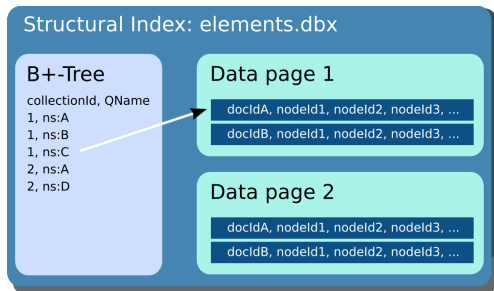 Structural Index: elements.dbx
B+-Tree
collectionId, QName
1, ns:A
1, ns:B
1, ns:C
2, ns:A
2, ns:D
Data page 1
docIdA, nodeId1, nodeId2, nodeId3, ...
docIdB, nodeId1, nodeId2, nodeId3, ...
Data page 2
docIdA, nodeId1, nodeId2, nodeId3, ...
docIdB, nodeId1, nodeId2, nodeId3, ...